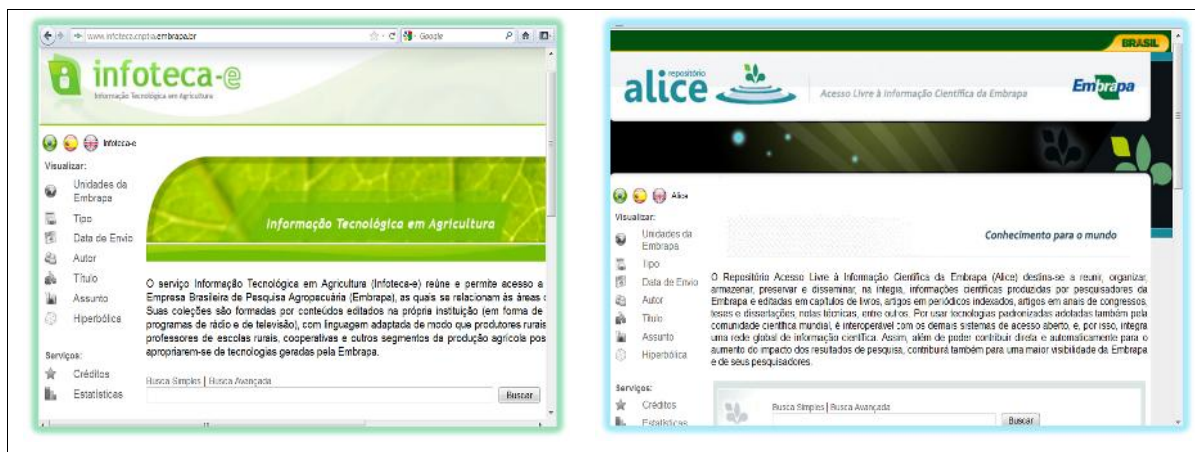 www.infoteca.cnptia.embrapa.br
Google
infoteca-e
Informação Tecnológica em Agricultura
Infoteca-e
Visualizar:
Unidades da
Embrapa
Tipo
Data de Envio
Autor
Título
Assunto
Hiperbólica
Serviços:
Créditos
Estatísticas
Informação Tecnológica em Agricultura
O serviço Informação Tecnológica em Agricultura (Infoteca-e) reúne e permite acesso a
Empresa Brasileira de Pesquisa Agropecuária (Embrapa), as quais se relacionam às áreas
Suas coleções são formadas por conteúdos editados na própria instituição (em forma de
programas de rádio e de televisão), com linguagem adaptada de modo que produtores rurais
professores de escolas rurais, cooperativas e outros segmentos da produção agrícola pos
apropriarem-se de tecnologias geradas pela Embrapa.
Busca Simples | Busca Avançada
Buscar
BRASIL
repositório
alice
Acesso Livre à Informação Científica da Embrapa
Embrapa
Alice
Visualizar:
Unidades da
Embrapa
Tipo
Data de Envio
Autor
Título
Assunto
Hiperbólica
Serviços:
Créditos
Estatísticas
Conhecimento para o mundo
O Repositório Acesso Livre à Informação Científica da Embrapa (Alice) destina-se a reunir, organizar,
armazenar, preservar e disseminar, na íntegra, informações científicas produzidas por pesquisadores da
Embrapa e editadas em capítulos de livros, artigos em periódicos indexados, artigos em anais de congressos,
teses e dissertações, notas técnicas, entre outros. Por usar tecnologias padronizadas adotadas também pela
comunidade científica mundial, é interoperável com os demais sistemas de acesso aberto, e, por isso, integra
uma rede global de informação científica. Assim, além de poder contribuir direta e automaticamente para o
aumento do impacto dos resultados de pesquisa, contribuirá também para uma maior visibilidade da Embrapa
e de seus pesquisadores.
Busca Simples | Busca Avançada
Buscar